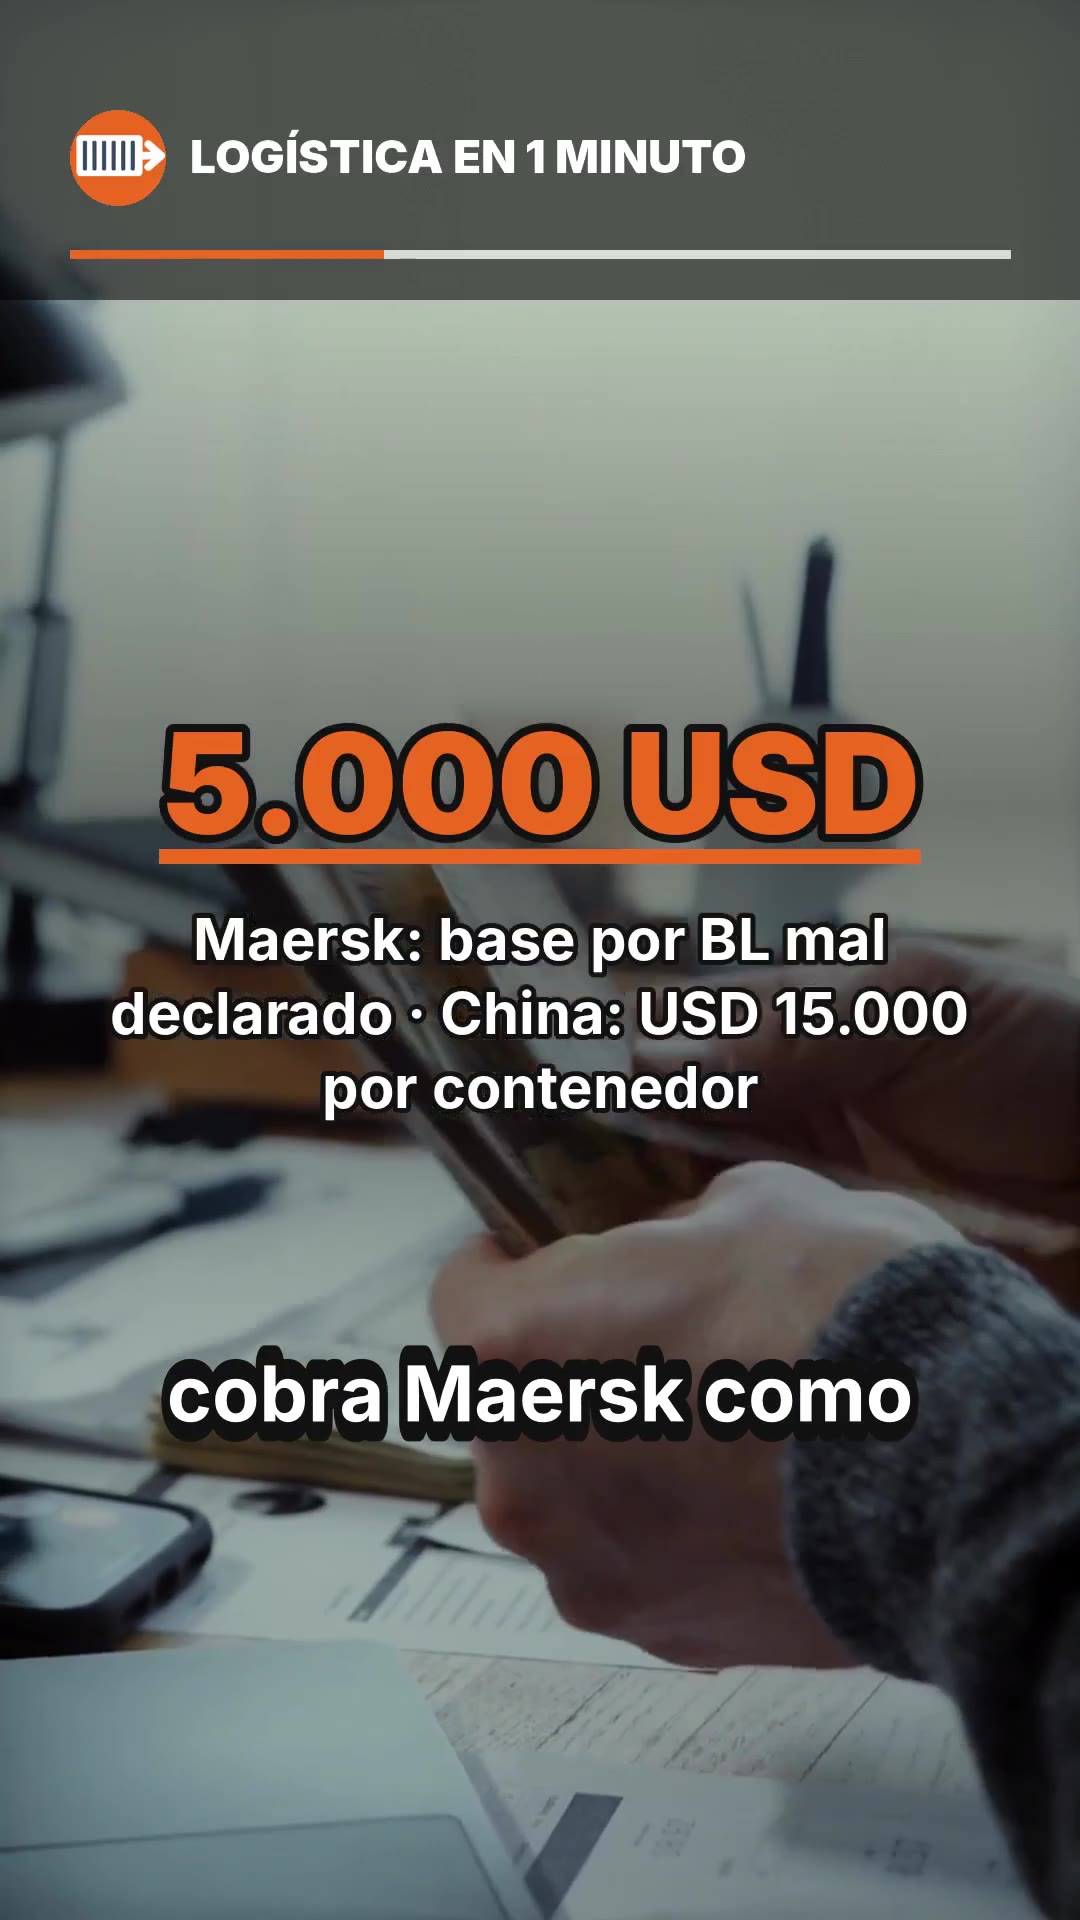 LOGÍSTICA EN 1 MINUTO
5.000 USD
Maersk: base por BL mal
declarado · China: USD 15.000
por contenedor
cobra Maersk como